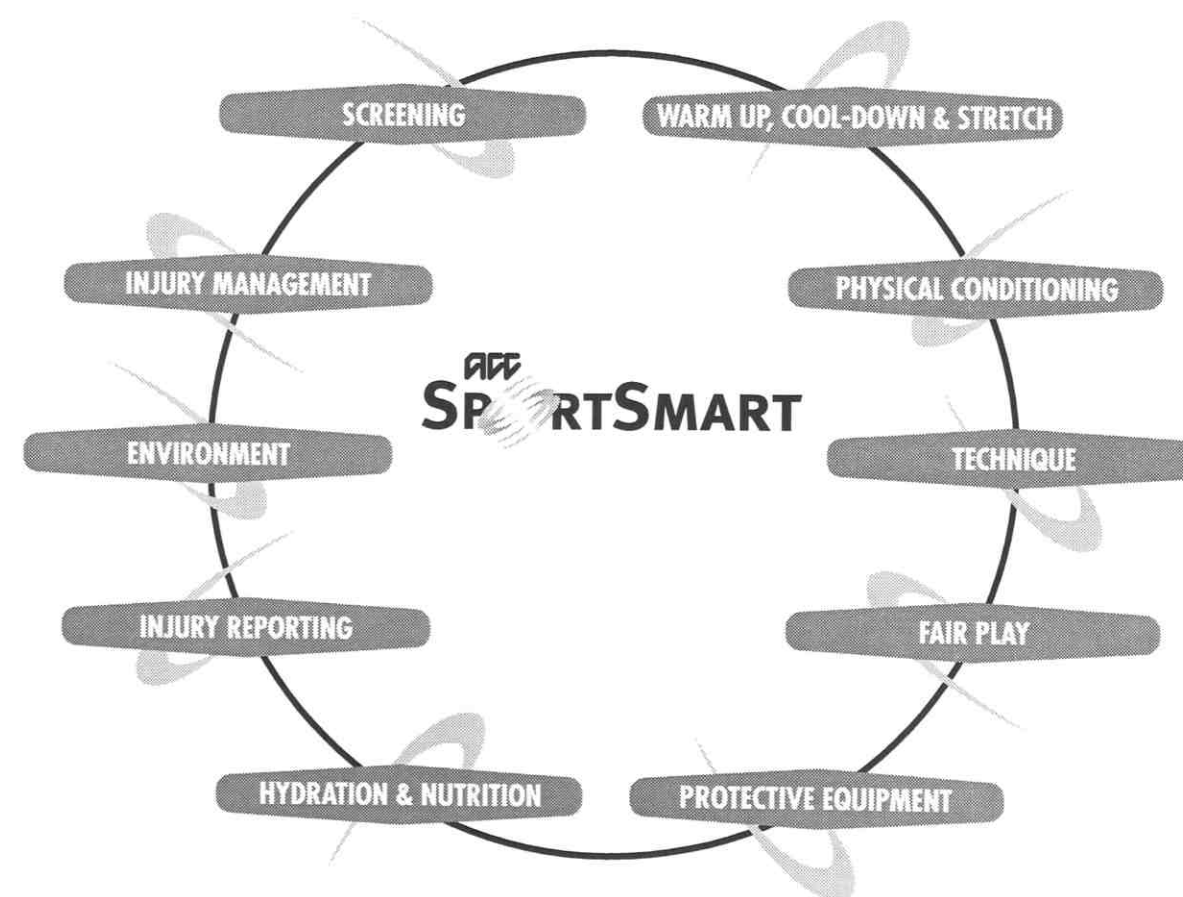 SCREENING
WARM UP, COOL-DOWN & STRETCH
INJURY MANAGEMENT
PHYSICAL CONDITIONING
ACC
SPORTSMART
ENVIRONMENT
TECHNIQUE
INJURY REPORTING
FAIR PLAY
HYDRATION & NUTRITION
PROTECTIVE EQUIPMENT